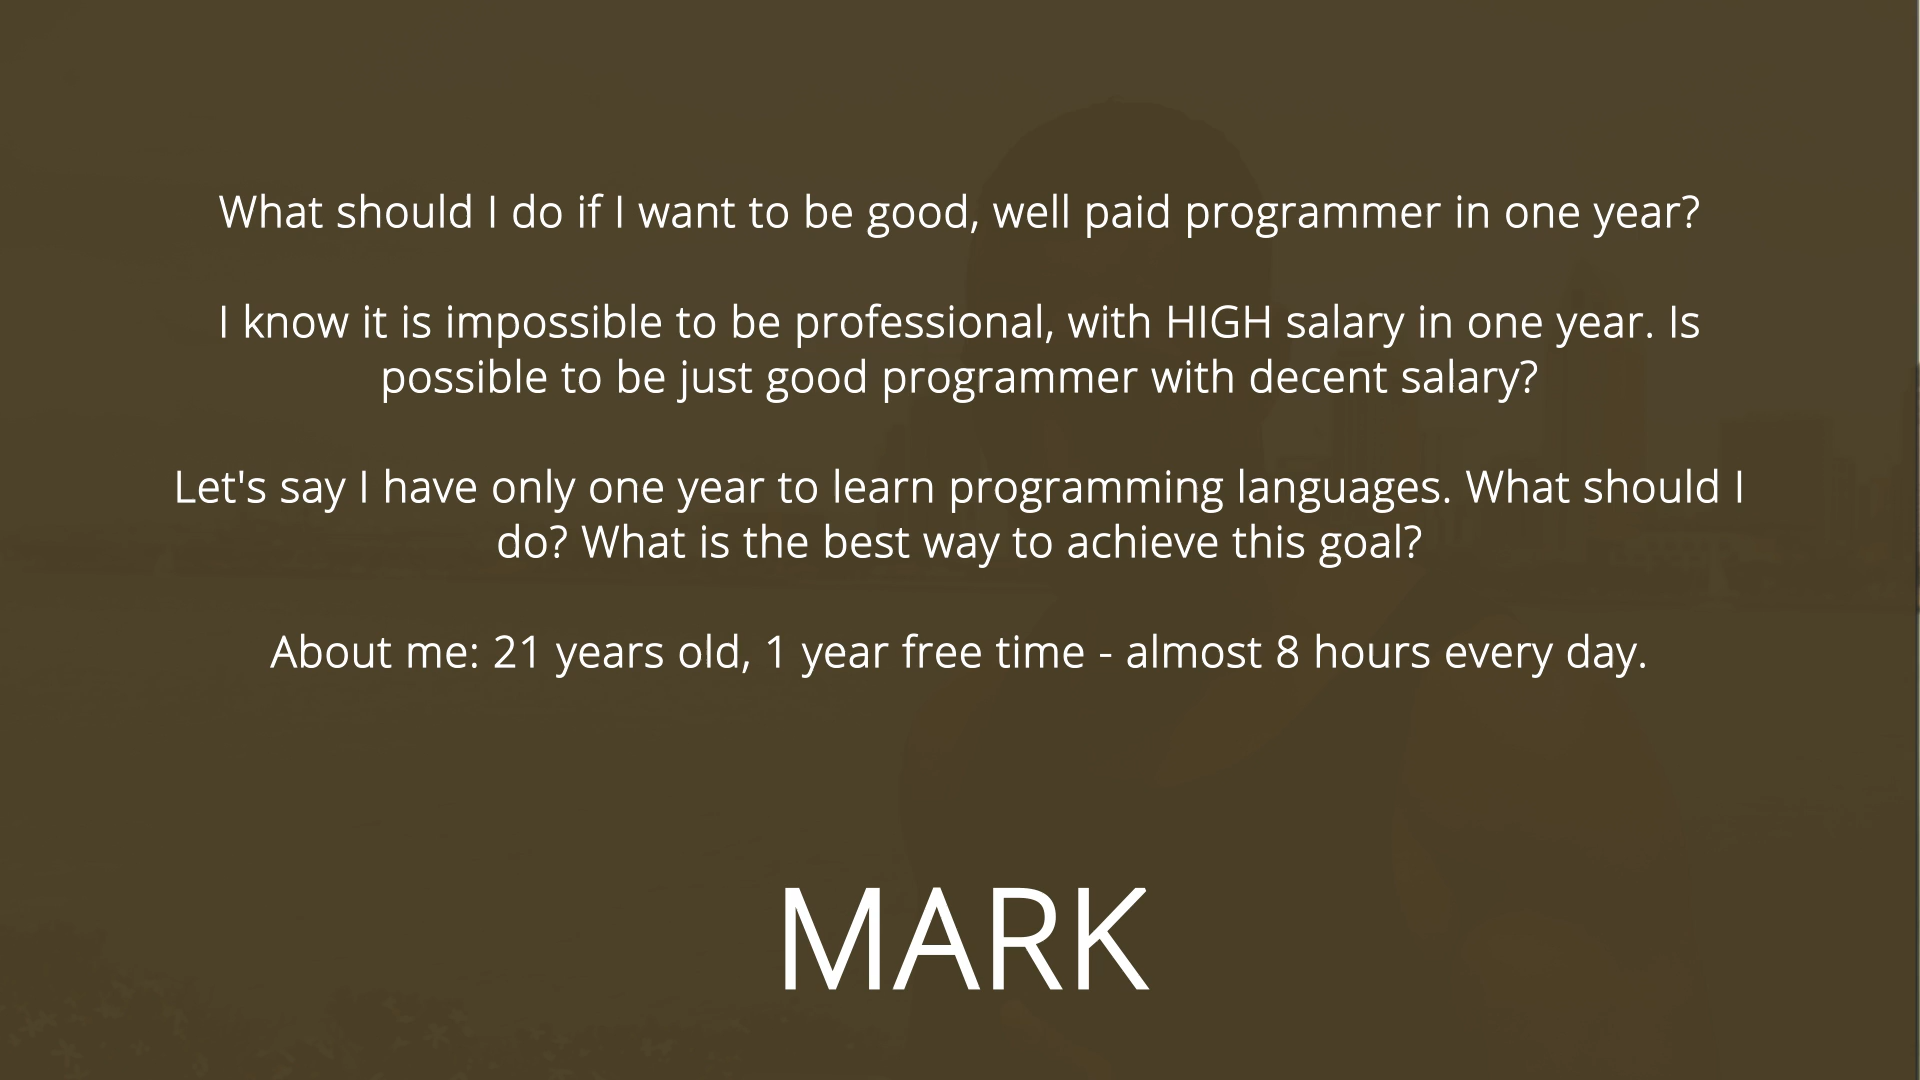 What should I do if I want to be good, well paid programmer in one year?
I know it is impossible to be professional, with HIGH salary in one year. Is
possible to be just good programmer with decent salary?
Let's say I have only one year to learn programming languages. What should I
do? What is the best way to achieve this goal?
About me: 21 years old, 1 year free time - almost 8 hours every day.
MARK